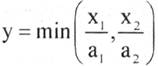 y = min(x₁/a₁, x₂/a₂)